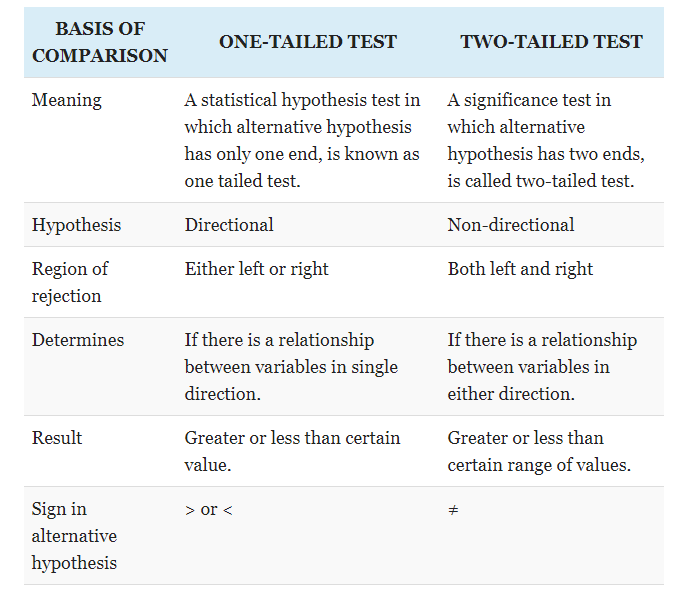 BASIS OF
COMPARISON
ONE-TAILED TEST
TWO-TAILED TEST
Meaning
A statistical hypothesis test in
which alternative hypothesis
has only one end, is known as
one tailed test.
A significance test in
which alternative
hypothesis has two ends,
is called two-tailed test.
Hypothesis
Directional
Non-directional
Region of
rejection
Either left or right
Both left and right
Determines
If there is a relationship
between variables in single
direction.
If there is a relationship
between variables in
either direction.
Result
Greater or less than certain
value.
Greater or less than
certain range of values.
Sign in
alternative
hypothesis
> or <
≠